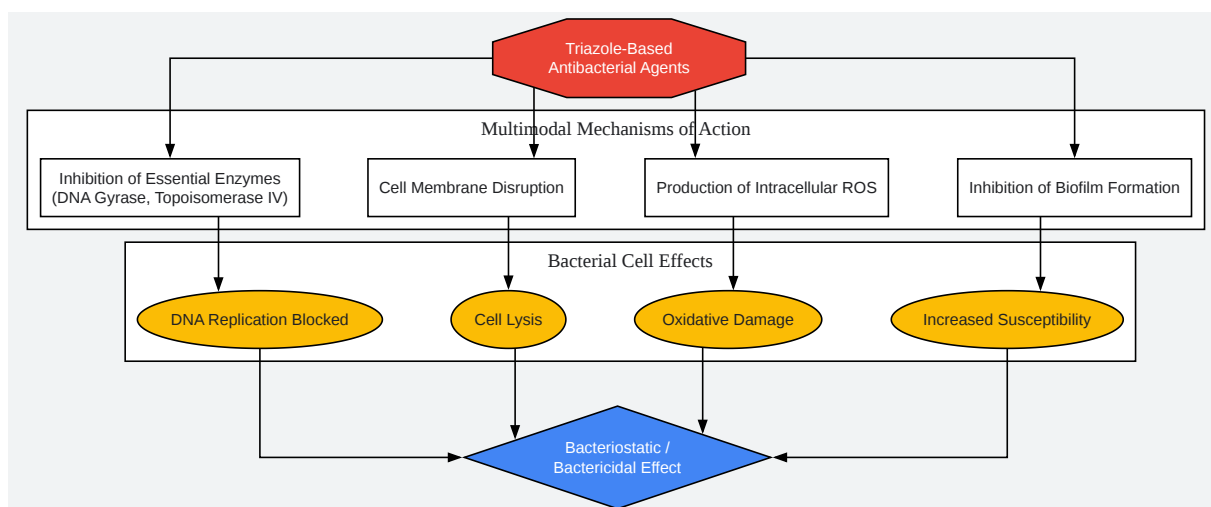 Triazole-Based
Antibacterial Agents
Multimodal Mechanisms of Action
Inhibition of Essential Enzymes
(DNA Gyrase, Topoisomerase IV)
Cell Membrane Disruption
Production of Intracellular ROS
Inhibition of Biofilm Formation
Bacterial Cell Effects
DNA Replication Blocked
Cell Lysis
Oxidative Damage
Increased Susceptibility
Bacteriostatic /
Bactericidal Effect